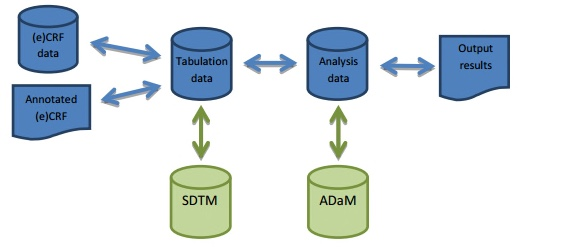 (e)CRF
data
Annotated
(e)CRF
Tabulation
data
Analysis
data
Output
results
SDTM
ADaM